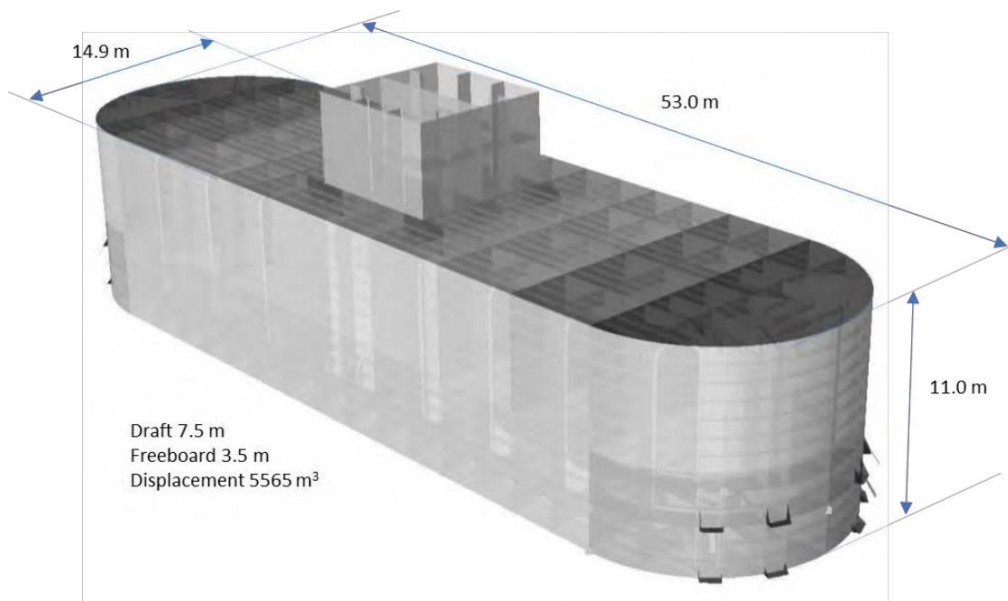 14.9 m
53.0 m
11.0 m
Draft 7.5 m
Freeboard 3.5 m
Displacement 5565 m³